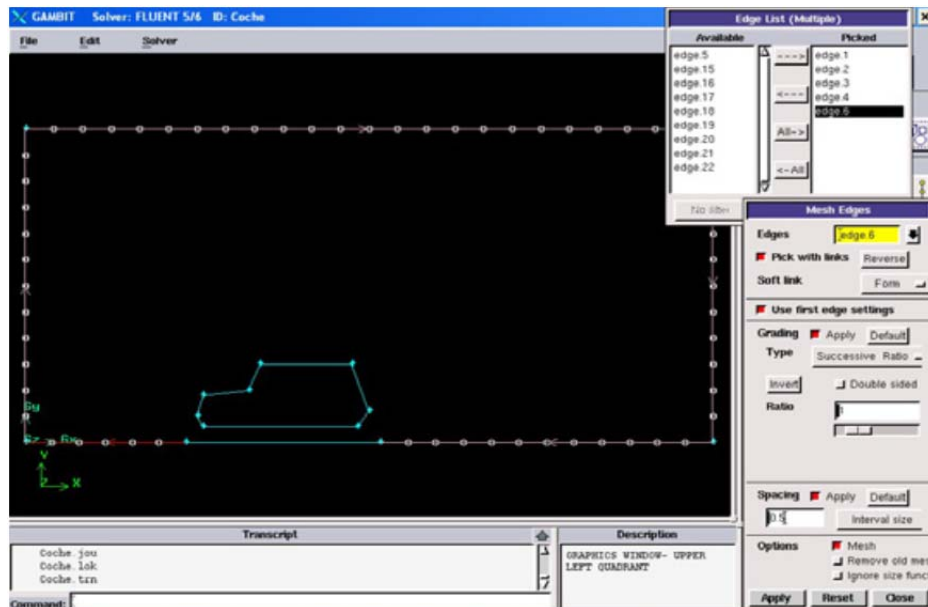 GAMBIT Solver: FLUENT 5/6 ID: Coche
File Edit Solver
Edge List (Multiple)
Available Picked
edge.5
edge.15
edge.16
edge.17
edge.18
edge.19
edge.20
edge.21
edge.22
--->
<---
All->
<-All
edge.1
edge.2
edge.3
edge.4
edge.6
No filter
Mesh Edges
Edges edge.6
Pick with links Reverse
Soft link Form
Use first edge settings
Grading Apply Default
Type Successive Ratio
Invert Double sided
Ratio 1
Spacing Apply Default
0.5 Interval size
Options Mesh
Remove old mes
Ignore size func
Apply Reset Close
Gy
Gz Gx
Y
Z X
Transcript
Coche.jou
Coche.lok
Coche.trn
Command:
Description
GRAPHICS WINDOW- UPPER
LEFT QUADRANT